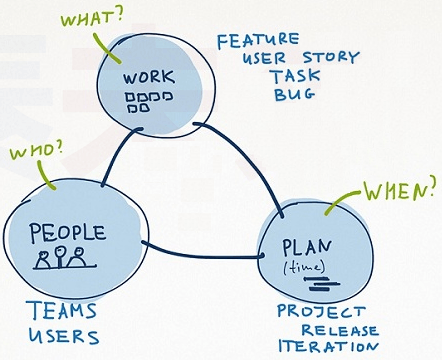 WHAT?
WORK
FEATURE
USER STORY
TASK
BUG
WHO?
PEOPLE
TEAMS
USERS
WHEN?
PLAN
(time)
PROJECT
RELEASE
ITERATION